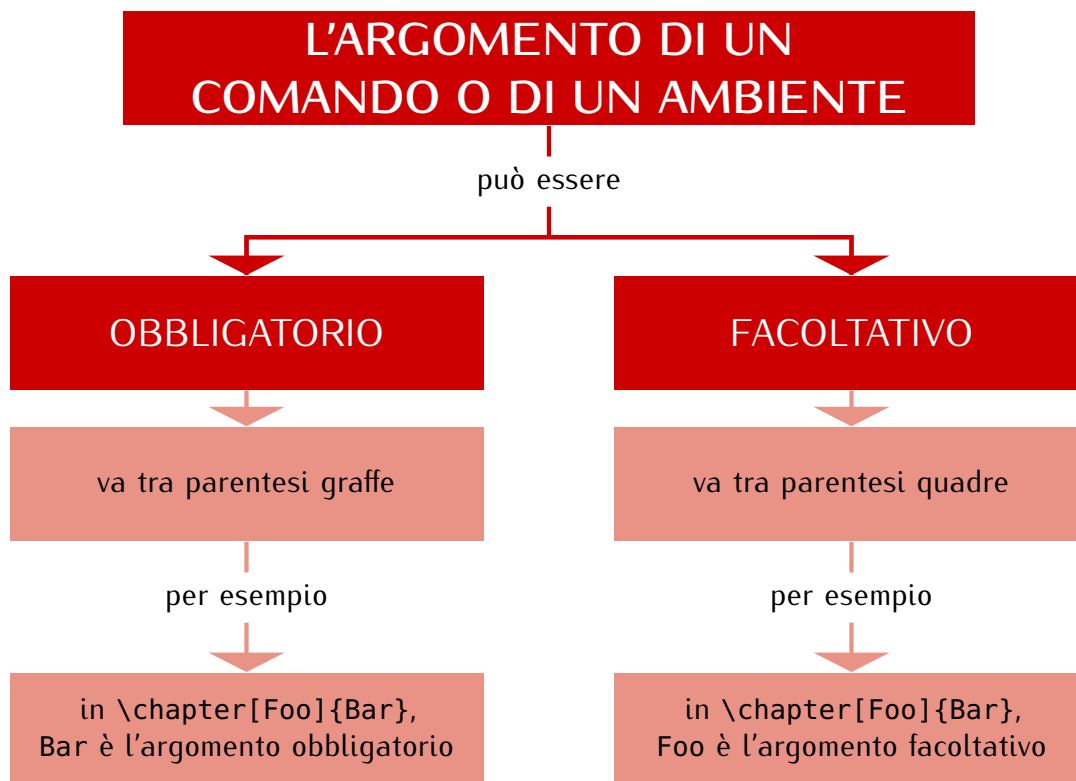 L'ARGOMENTO DI UN
COMANDO O DI UN AMBIENTE
può essere
OBBLIGATORIO
FACOLTATIVO
va tra parentesi graffe
va tra parentesi quadre
per esempio
per esempio
in \chapter[Foo]{Bar},
Bar è l'argomento obbligatorio
in \chapter[Foo]{Bar},
Foo è l'argomento facoltativo